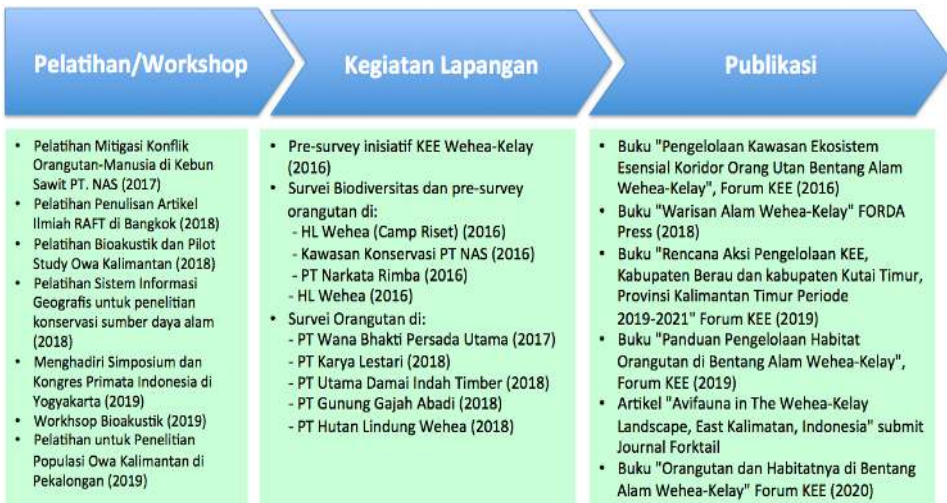 Pelatihan/Workshop
Kegiatan Lapangan
Publikasi
• Pelatihan Mitigasi Konflik
Orangutan-Manusia di Kebun
Sawit PT. NAS (2017)
• Pelatihan Penulisan Artikel
Ilmiah RAFT di Bangkok (2018)
• Pelatihan Bioakustik dan Pilot
Study Owa Kalimantan (2018)
• Pelatihan Sistem Informasi
Geografis untuk penelitian
konservasi sumber daya alam
(2018)
• Menghadiri Simposium dan
Kongres Primata Indonesia di
Yogyakarta (2019)
• Workhsop Bioakustik (2019)
• Pelatihan untuk Penelitian
Populasi Owa Kalimantan di
Pekalongan (2019)
• Pre-survey inisiatif KEE Wehea-Kelay
(2016)
• Survei Biodiversitas dan pre-survey
orangutan di:
- HL Wehea (Camp Riset) (2016)
- Kawasan Konservasi PT NAS (2016)
- PT Narkata Rimba (2016)
- HL Wehea (2016)
• Survei Orangutan di:
- PT Wana Bhakti Persada Utama (2017)
- PT Karya Lestari (2018)
- PT Utama Damai Indah Timber (2018)
- PT Gunung Gajah Abadi (2018)
- PT Hutan Lindung Wehea (2018)
• Buku "Pengelolaan Kawasan Ekosistem
Esensial Koridor Orang Utan Bentang Alam
Wehea-Kelay", Forum KEE (2016)
• Buku "Warisan Alam Wehea-Kelay" FORDA
Press (2018)
• Buku "Rencana Aksi Pengelolaan KEE,
Kabupaten Berau dan kabupaten Kutai Timur,
Provinsi Kalimantan Timur Periode
2019-2021" Forum KEE (2019)
• Buku "Panduan Pengelolaan Habitat
Orangutan di Bentang Alam Wehea-Kelay",
Forum KEE (2019)
• Artikel "Avifauna in The Wehea-Kelay
Landscape, East Kalimatan, Indonesia" submit
Journal Forktail
• Buku "Orangutan dan Habitatnya di Bentang
Alam Wehea-Kelay" Forum KEE (2020)